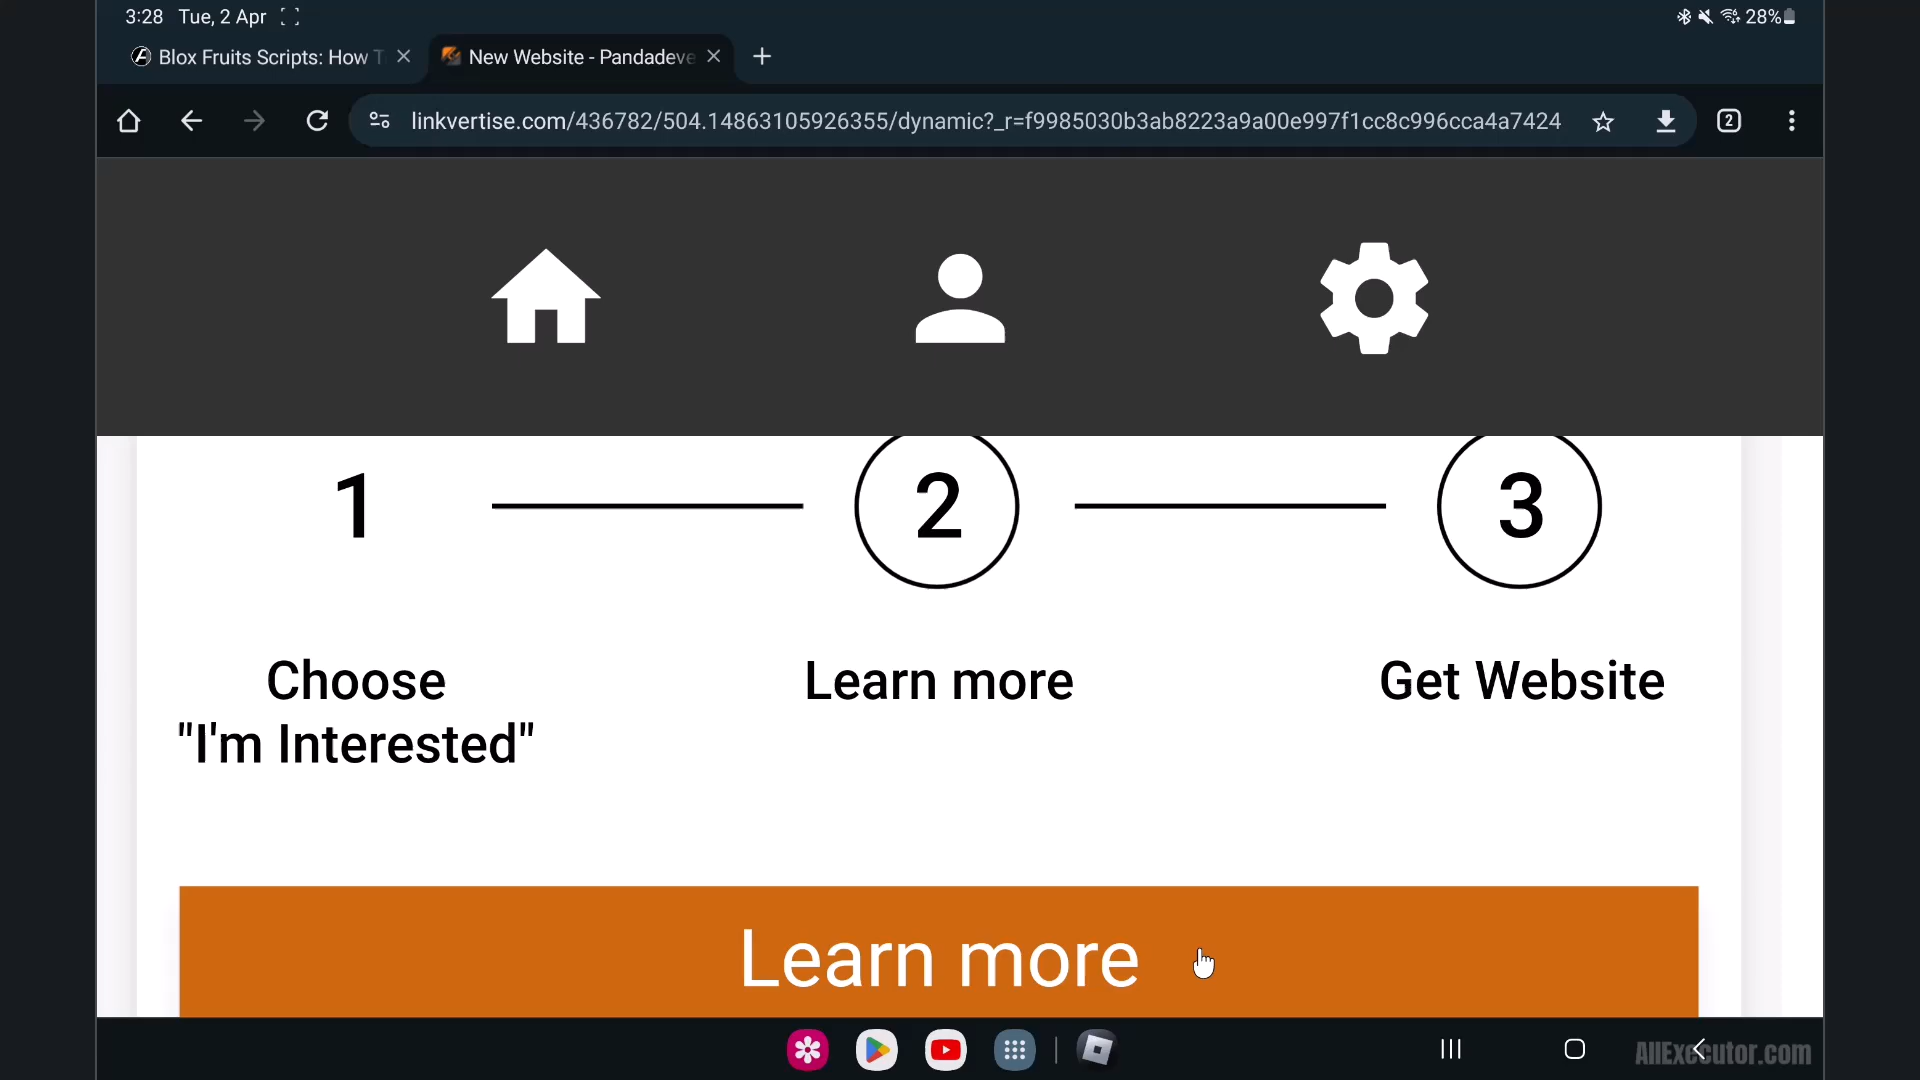 3:28 Tue, 2 Apr 28%
Blox Fruits Scripts: How T
New Website - Pandadeve
linkvertise.com/436782/504.14863105926355/dynamic?_r=f9985030b3ab8223a9a00e997f1cc8c996cca4a7424
2
1 2 3
Choose
"I'm Interested"
Learn more
Get Website
Learn more
AllExecutor.com